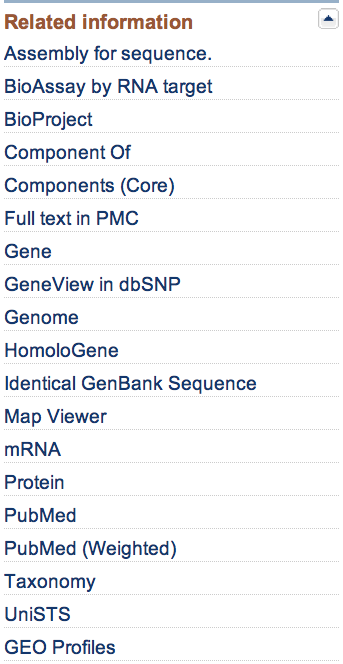 Related information
Assembly for sequence.
BioAssay by RNA target
BioProject
Component Of
Components (Core)
Full text in PMC
Gene
GeneView in dbSNP
Genome
HomoloGene
Identical GenBank Sequence
Map Viewer
mRNA
Protein
PubMed
PubMed (Weighted)
Taxonomy
UniSTS
GEO Profiles